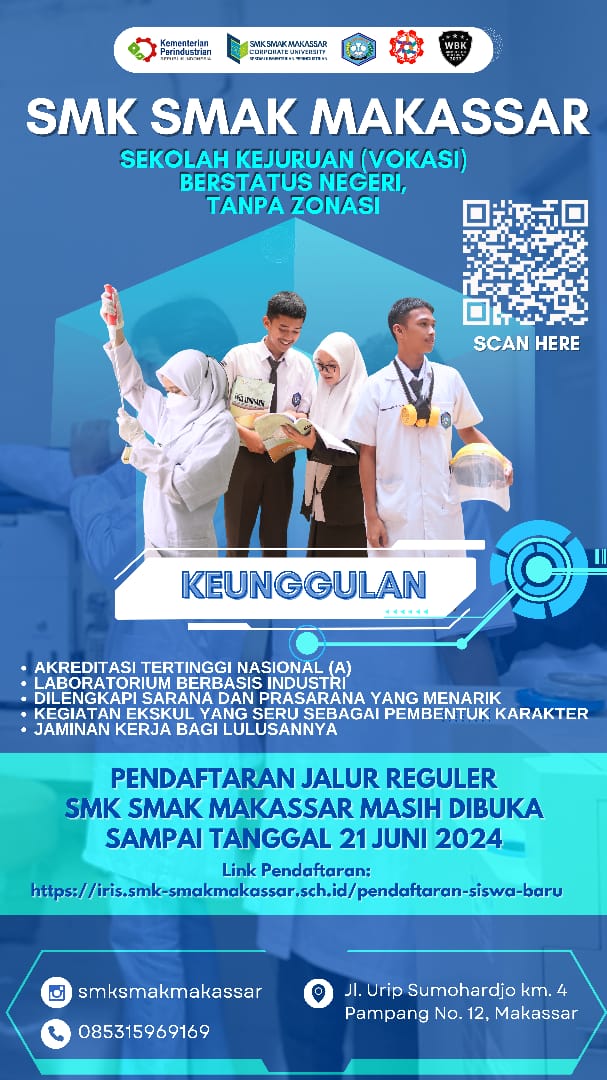 Kementerian
Perindustrian
REPUBLIK INDONESIA
SMK SMAK MAKASSAR
CORPORATE UNIVERSITY
WBK
SMK SMAK MAKASSAR
SEKOLAH KEJURUAN (VOKASI)
BERSTATUS NEGERI,
TANPA ZONASI
SCAN HERE
KEUNGGULAN
• AKREDITASI TERTINGGI NASIONAL (A)
• LABORATORIUM BERBASIS INDUSTRI
• DILENGKAPI SARANA DAN PRASARANA YANG MENARIK
• KEGIATAN EKSKUL YANG SERU SEBAGAI PEMBENTUK KARAKTER
• JAMINAN KERJA BAGI LULUSANNYA
PENDAFTARAN JALUR REGULER
SMK SMAK MAKASSAR MASIH DIBUKA
SAMPAI TANGGAL 21 JUNI 2024
Link Pendaftaran:
https://iris.smk-smakmakassar.sch.id/pendaftaran-siswa-baru
smksmakmakassar
085315969169
Jl. Urip Sumohardjo km. 4
Pampang No. 12, Makassar